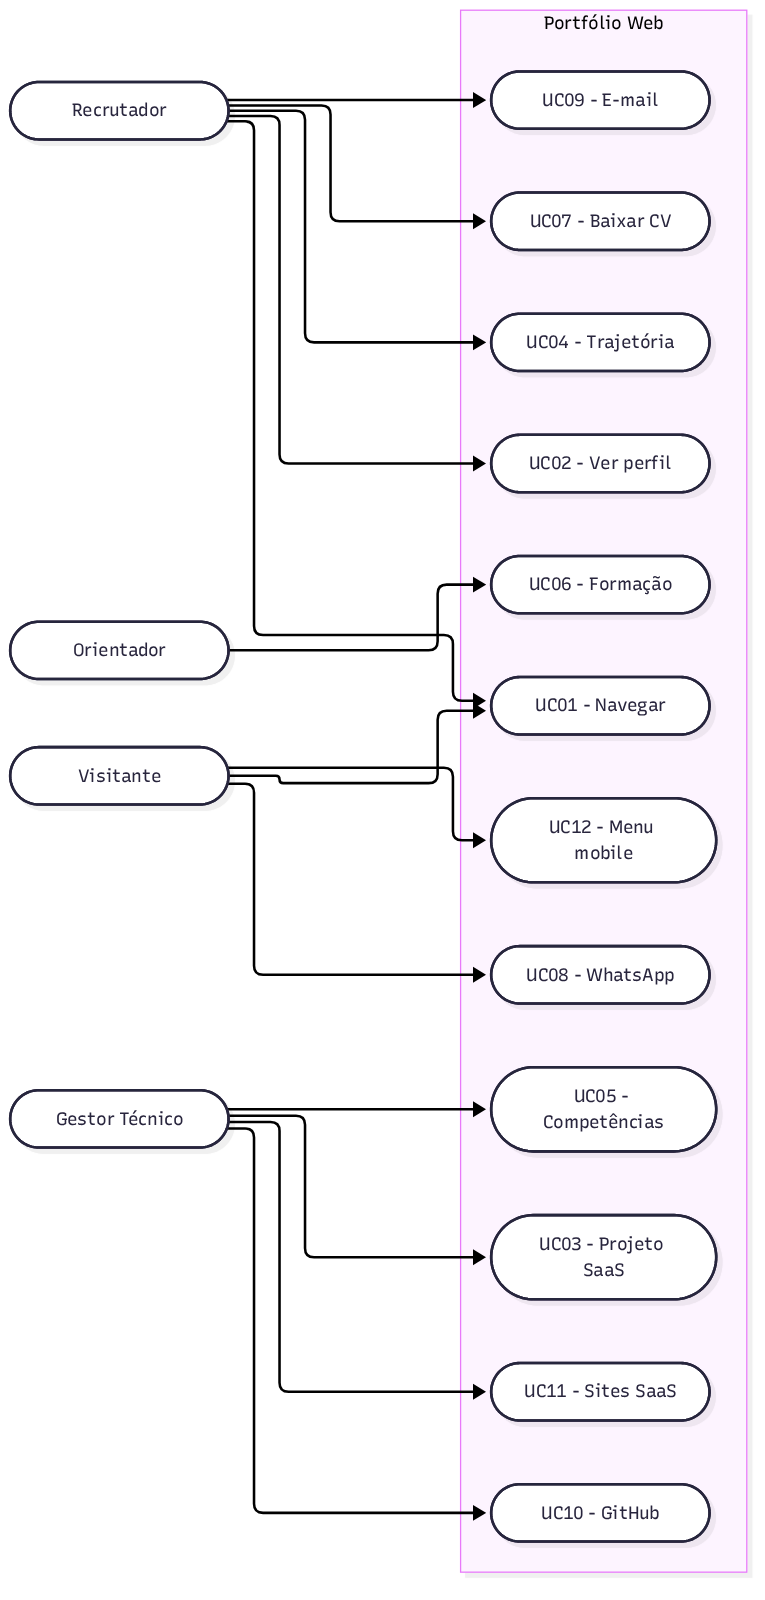 Portfólio Web
Recrutador
UC09 - E-mail
UC07 - Baixar CV
UC04 - Trajetória
UC02 - Ver perfil
UC06 - Formação
Orientador
UC01 - Navegar
Visitante
UC12 - Menu
mobile
UC08 - WhatsApp
Gestor Técnico
UC05 -
Competências
UC03 - Projeto
SaaS
UC11 - Sites SaaS
UC10 - GitHub